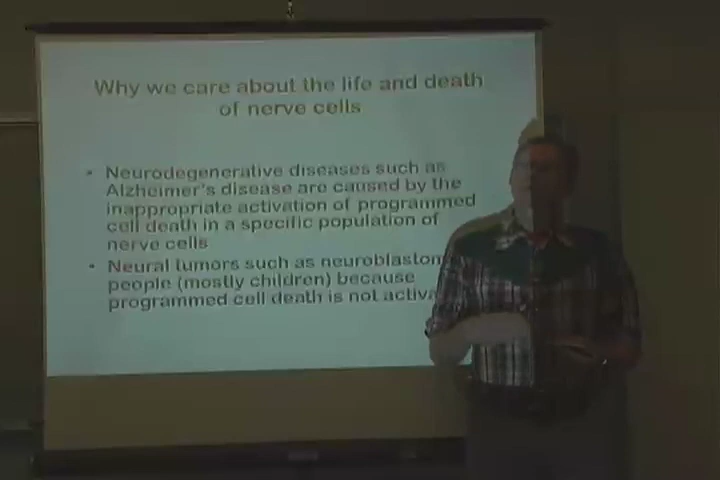 Why we care about the life and death
of nerve cells
• Neurodegenerative diseases such as
Alzheimer's disease are caused by the
inappropriate activation of programmed
cell death in a specific population of
nerve cells
• Neural tumors such as neuroblastom
people (mostly children) because
programmed cell death is not activa